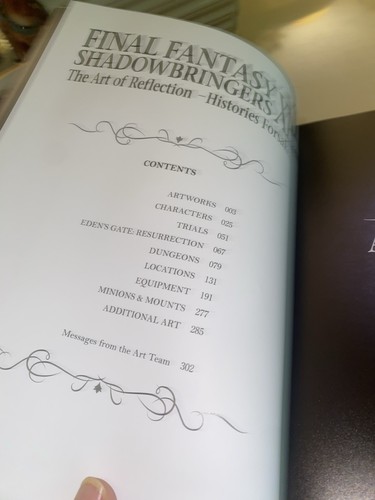 FINAL FANTASY
SHADOWBRINGERS
The Art of Reflection –Histories
CONTENTS
ARTWORKS 003
CHARACTERS 025
TRIALS 051
EDEN'S GATE: RESURRECTION 067
DUNGEONS 079
LOCATIONS 131
EQUIPMENT 191
MINIONS & MOUNTS 277
ADDITIONAL ART 285
Messages from the Art Team 302